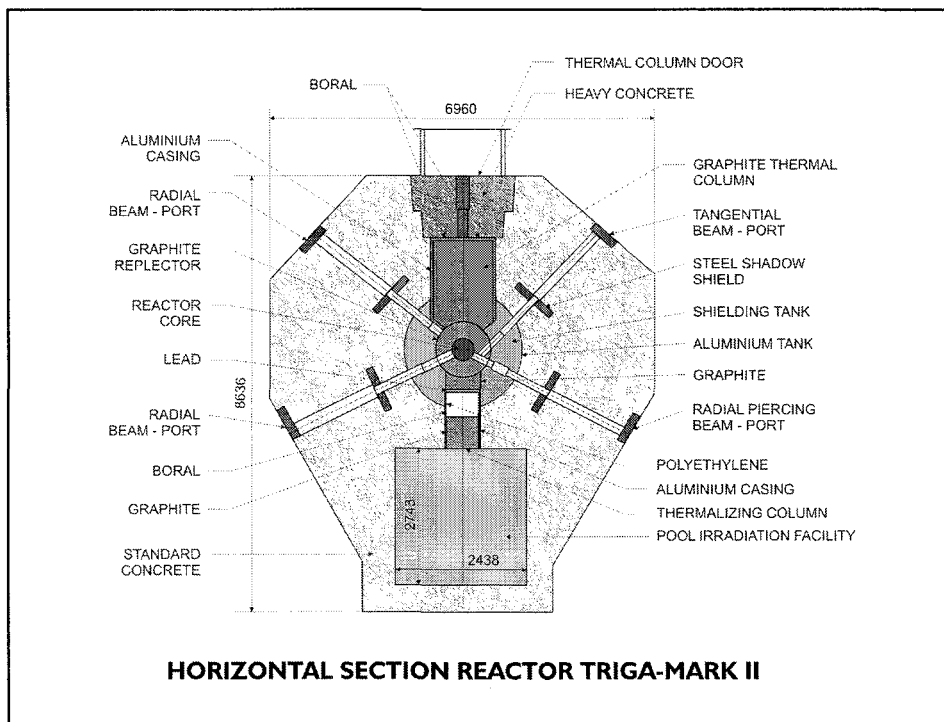 THERMAL COLUMN DOOR
BORAL
HEAVY CONCRETE
6960
ALUMINIUM
CASING
GRAPHITE THERMAL
COLUMN
RADIAL
BEAM - PORT
TANGENTIAL
BEAM - PORT
GRAPHITE
REPLECTOR
STEEL SHADOW
SHIELD
REACTOR
CORE
SHIELDING TANK
ALUMINIUM TANK
LEAD
GRAPHITE
8636
RADIAL
BEAM - PORT
RADIAL PIERCING
BEAM - PORT
BORAL
POLYETHYLENE
ALUMINIUM CASING
GRAPHITE
THERMALIZING COLUMN
2743
POOL IRRADIATION FACILITY
STANDARD
CONCRETE
2438
HORIZONTAL SECTION REACTOR TRIGA-MARK II